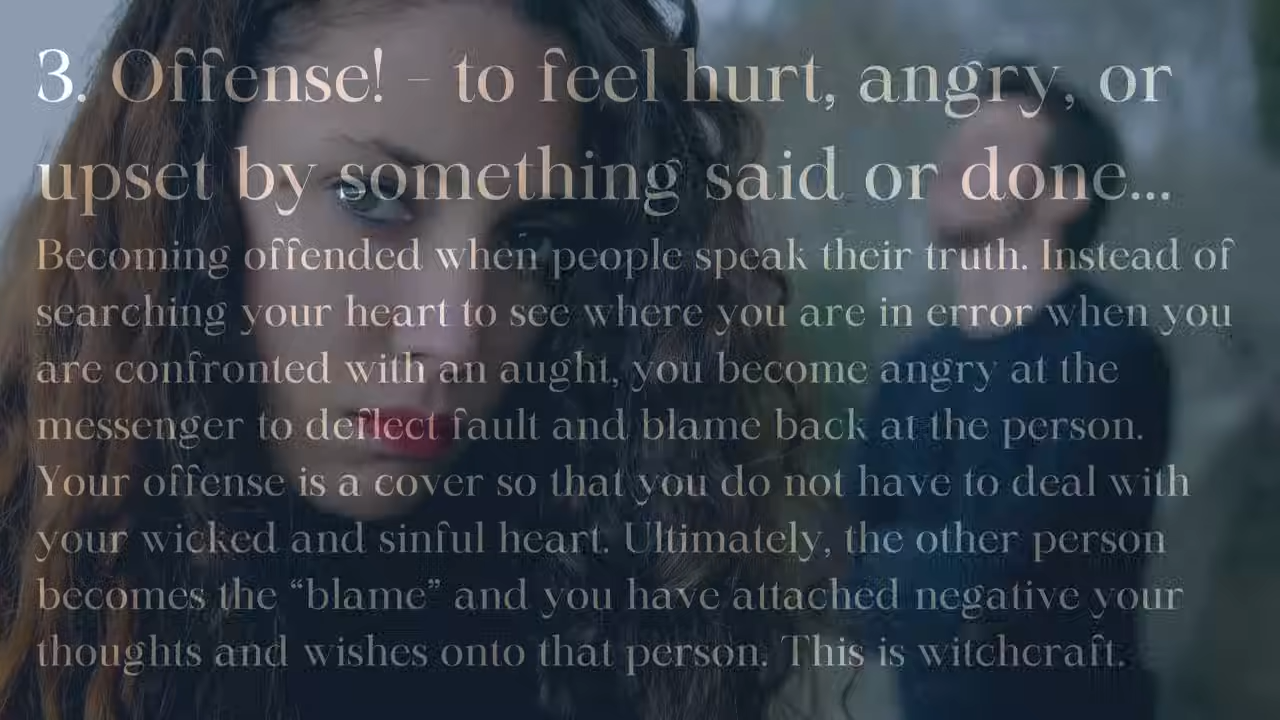 3. Offense! - to feel hurt, angry, or
upset by something said or done...
Becoming offended when people speak their truth. Instead of
searching your heart to see where you are in error when you
are confronted with an aught, you become angry at the
messenger to deflect fault and blame back at the person.
Your offense is a cover so that you do not have to deal with
your wicked and sinful heart. Ultimately, the other person
becomes the “blame” and you have attached negative your
thoughts and wishes onto that person. This is witchcraft.